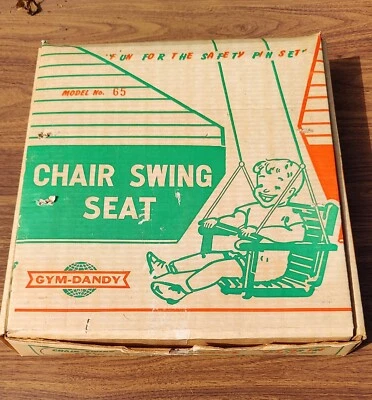 "FUN FOR THE SAFETY PIN SET"
MODEL No. 65
CHAIR SWING
SEAT
GYM-DANDY